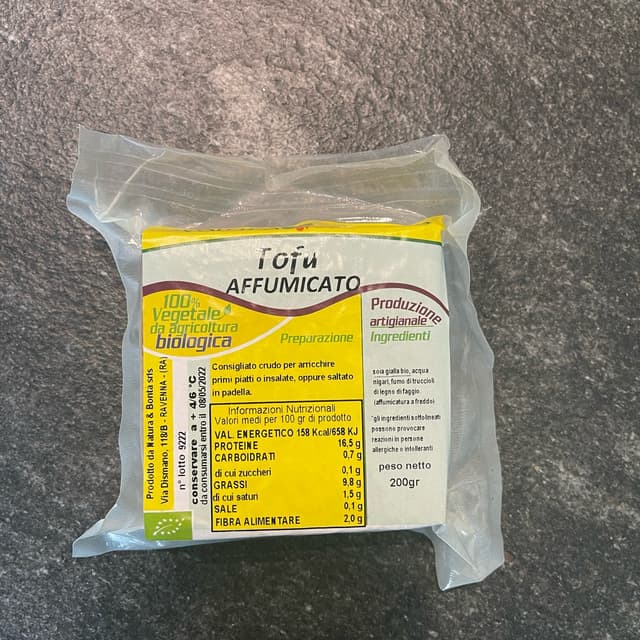 Tofu
AFFUMICATO
100%
Vegetale
da agricoltura
biologica
Preparazione
Consigliato crudo per arricchire
primi piatti o insalate, oppure saltato
in padella.
Informazioni Nutrizionali
Valori medi per 100 gr di prodotto
VAL. ENERGETICO 158 Kcal/658 KJ
PROTEINE 16,5 g
CARBOIDRATI 0,7 g
di cui zuccheri 0,1 g
GRASSI 9,8 g
di cui saturi 1,5 g
SALE 0,1 g
FIBRA ALIMENTARE 2,0 g
Produzione
artigianale
Ingredienti
soia gialla bio, acqua
nigari, fumo di truccioli
di legno di faggio.
(affumicatura a freddo)
*gli ingredienti sottolineati
possono provocare
reazioni in persone
allergiche o intolleranti
peso netto
200gr
Prodotto da Natura & Bontà srls
Via Dismano, 118/B - RAVENNA - (RA)
n° lotto 9222
conservare a + 4/6 °C
da consumarsi entro il 08/05/2022